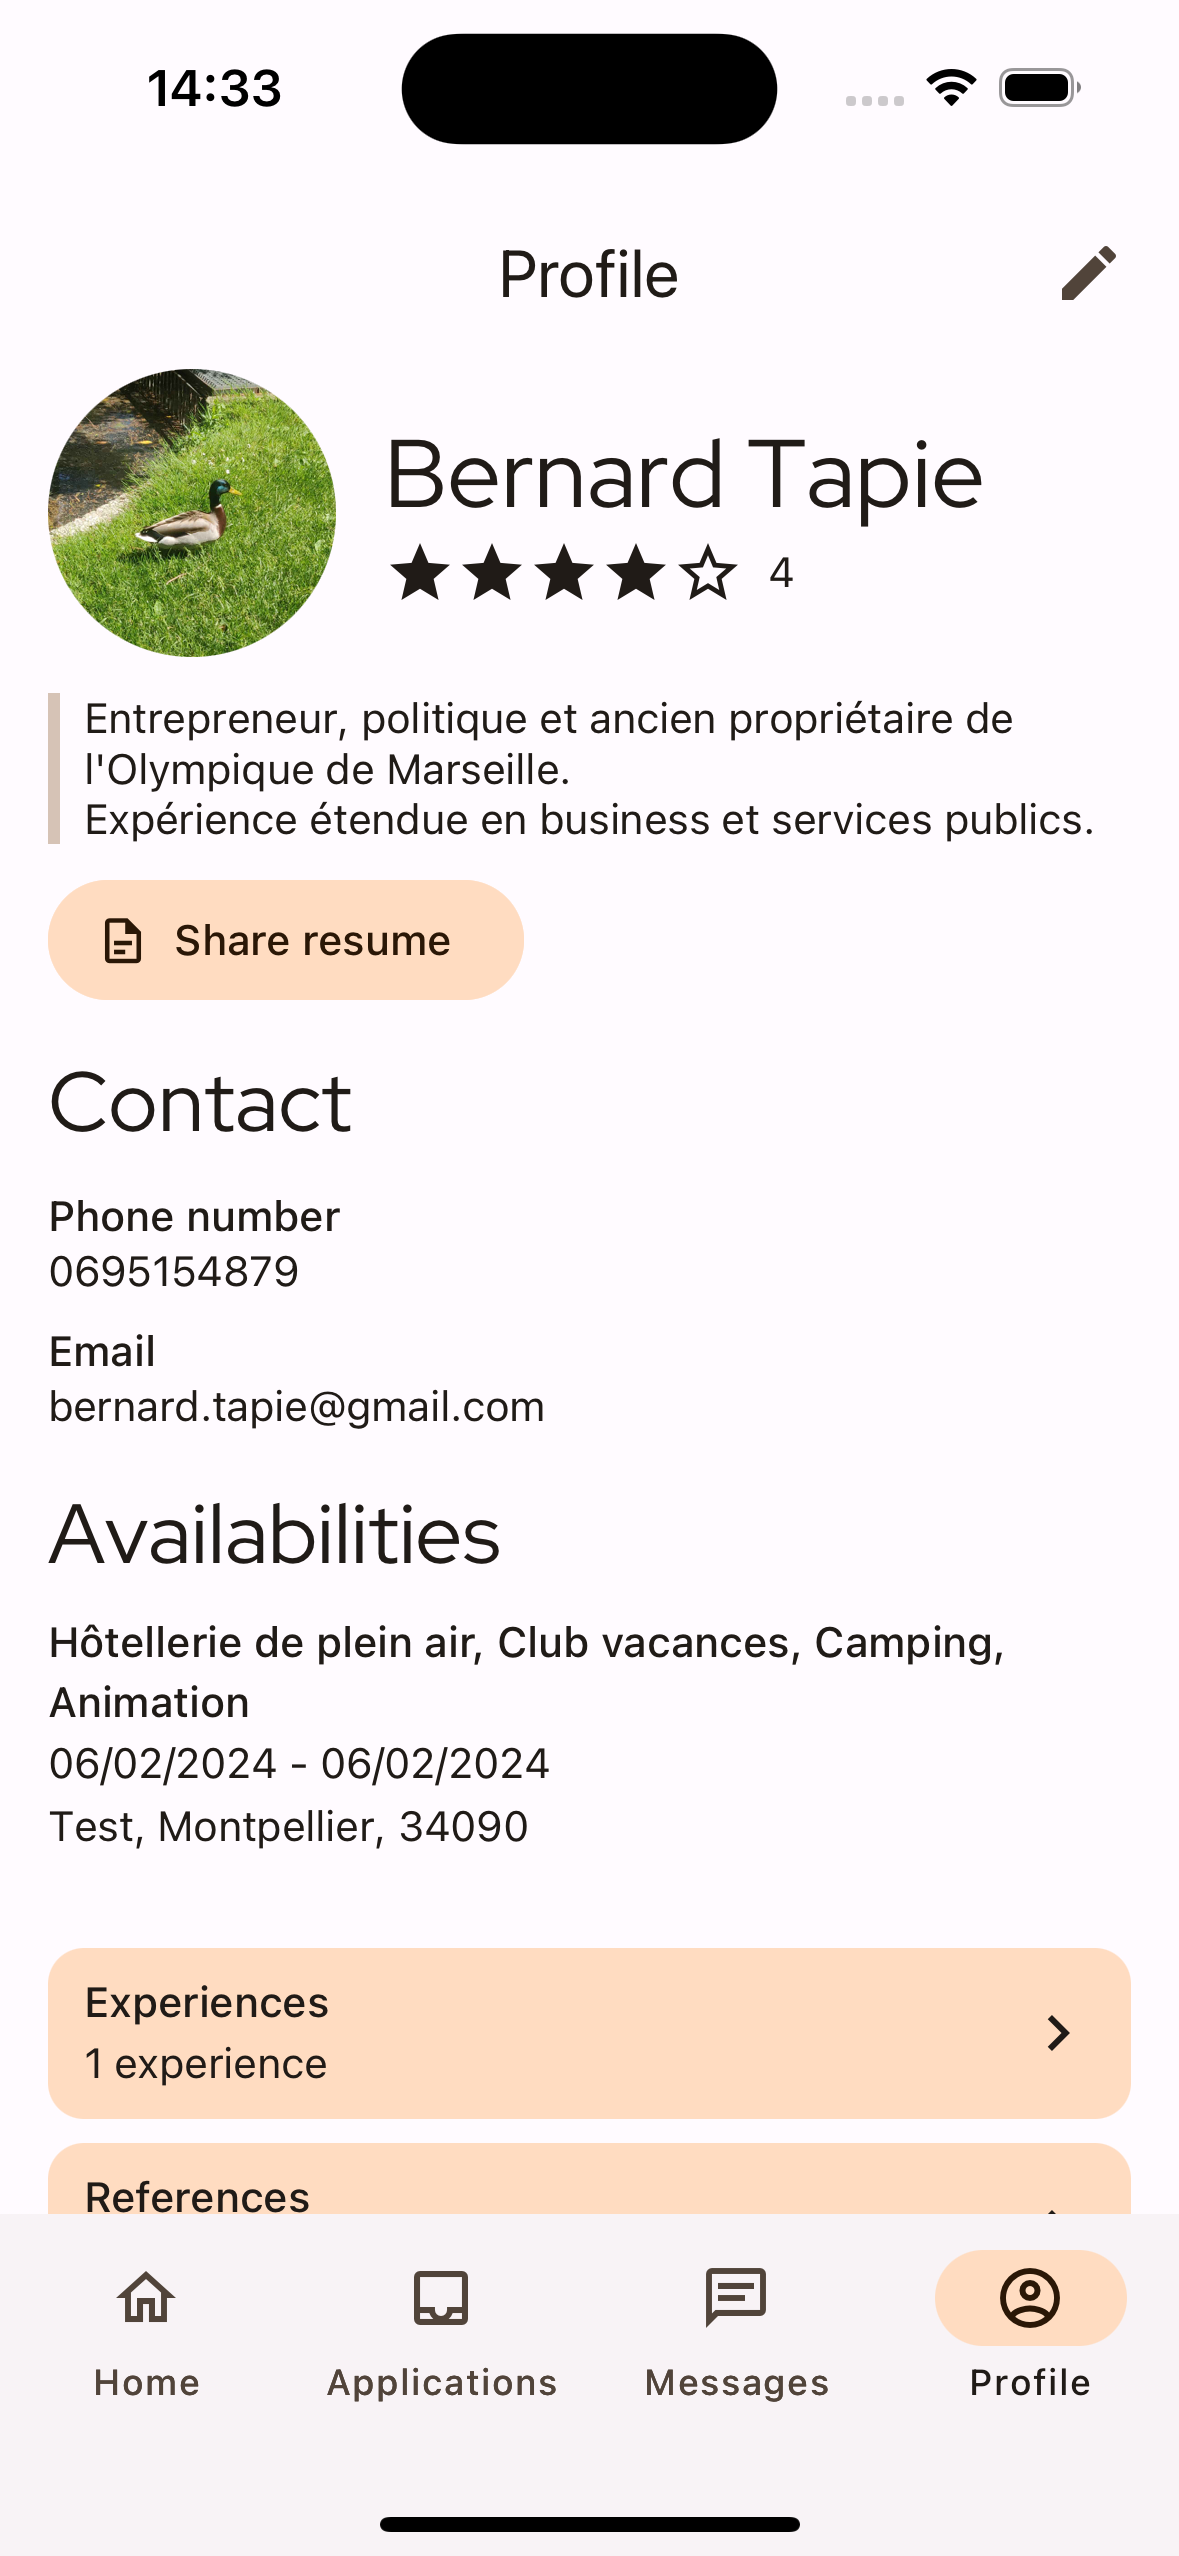 14:33
Profile
Bernard Tapie
4
Entrepreneur, politique et ancien propriétaire de
l'Olympique de Marseille.
Expérience étendue en business et services publics.
Share resume
Contact
Phone number
0695154879
Email
bernard.tapie@gmail.com
Availabilities
Hôtellerie de plein air, Club vacances, Camping,
Animation
06/02/2024 - 06/02/2024
Test, Montpellier, 34090
Experiences
1 experience
References
Home
Applications
Messages
Profile